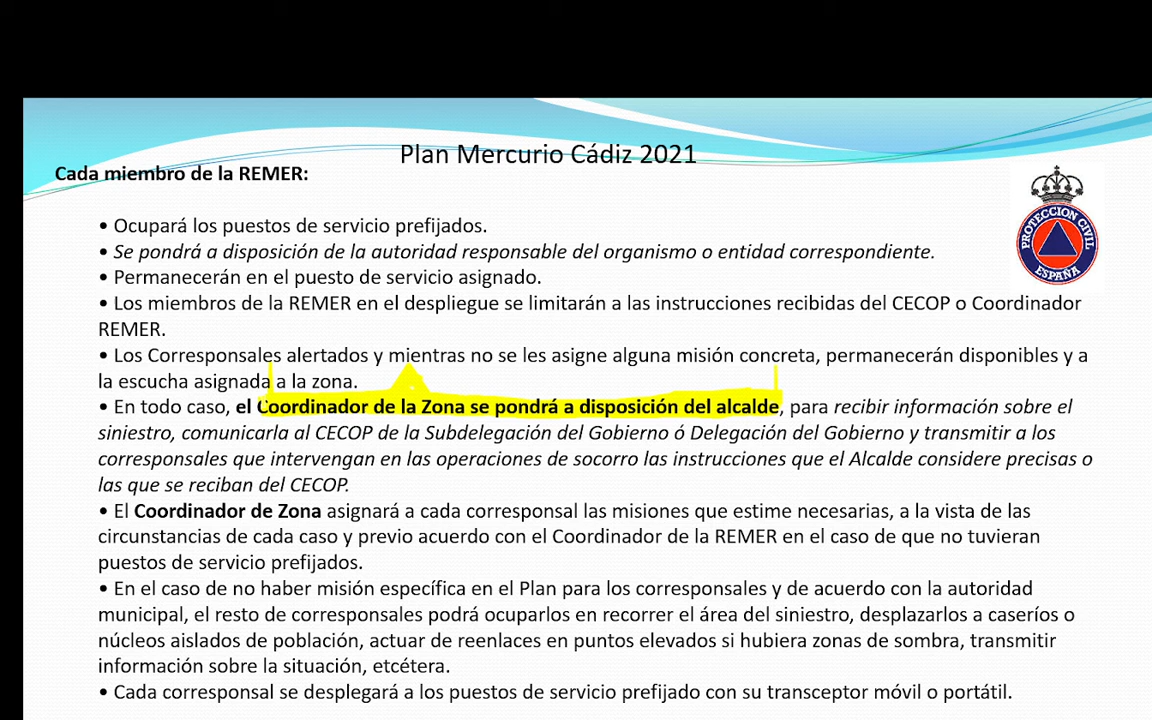 Plan Mercurio Cádiz 2021
Cada miembro de la REMER:
• Ocupará los puestos de servicio prefijados.
• Se pondrá a disposición de la autoridad responsable del organismo o entidad correspondiente.
• Permanecerán en el puesto de servicio asignado.
• Los miembros de la REMER en el despliegue se limitarán a las instrucciones recibidas del CECOP o Coordinador
REMER.
• Los Corresponsales alertados y mientras no se les asigne alguna misión concreta, permanecerán disponibles y a
la escucha asignada a la zona.
• En todo caso, el Coordinador de la Zona se pondrá a disposición del alcalde, para recibir información sobre el
siniestro, comunicarla al CECOP de la Subdelegación del Gobierno ó Delegación del Gobierno y transmitir a los
corresponsales que intervengan en las operaciones de socorro las instrucciones que el Alcalde considere precisas o
las que se reciban del CECOP.
• El Coordinador de Zona asignará a cada corresponsal las misiones que estime necesarias, a la vista de las
circunstancias de cada caso y previo acuerdo con el Coordinador de la REMER en el caso de que no tuvieran
puestos de servicio prefijados.
• En el caso de no haber misión específica en el Plan para los corresponsales y de acuerdo con la autoridad
municipal, el resto de corresponsales podrá ocuparlos en recorrer el área del siniestro, desplazarlos a caseríos o
núcleos aislados de población, actuar de reenlaces en puntos elevados si hubiera zonas de sombra, transmitir
información sobre la situación, etcétera.
• Cada corresponsal se desplegará a los puestos de servicio prefijado con su transceptor móvil o portátil.
PROTECCION CIVIL
ESPAÑA